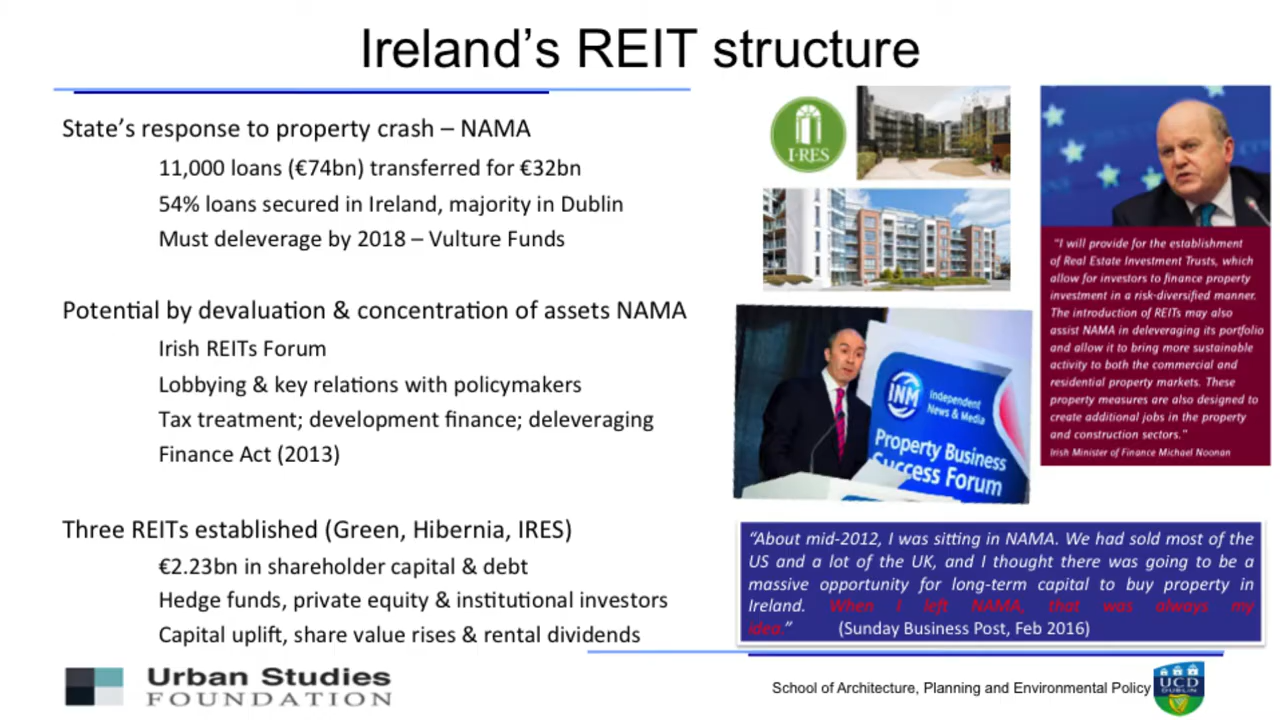 Ireland's REIT structure
State's response to property crash – NAMA
11,000 loans (€74bn) transferred for €32bn
54% loans secured in Ireland, majority in Dublin
Must deleverage by 2018 – Vulture Funds
Potential by devaluation & concentration of assets NAMA
Irish REITs Forum
Lobbying & key relations with policymakers
Tax treatment; development finance; deleveraging
Finance Act (2013)
Three REITs established (Green, Hibernia, IRES)
€2.23bn in shareholder capital & debt
Hedge funds, private equity & institutional investors
Capital uplift, share value rises & rental dividends
I·RES
"I will provide for the establishment
of Real Estate Investment Trusts, which
allow for investors to finance property
investment in a risk-diversified manner.
The introduction of REITs may also
assist NAMA in deleveraging its portfolio
and allow it to bring more sustainable
activity to both the commercial and
residential property markets. These
property measures are also designed to
create additional jobs in the property
and construction sectors."
Irish Minister of Finance Michael Noonan
INM
Independent
News & Media
Property Business
Success Forum
"About mid-2012, I was sitting in NAMA. We had sold most of the
US and a lot of the UK, and I thought there was going to be a
massive opportunity for long-term capital to buy property in
Ireland. When I left NAMA, that was always my
idea." (Sunday Business Post, Feb 2016)
Urban Studies
FOUNDATION
School of Architecture, Planning and Environmental Policy
UCD
DUBLIN